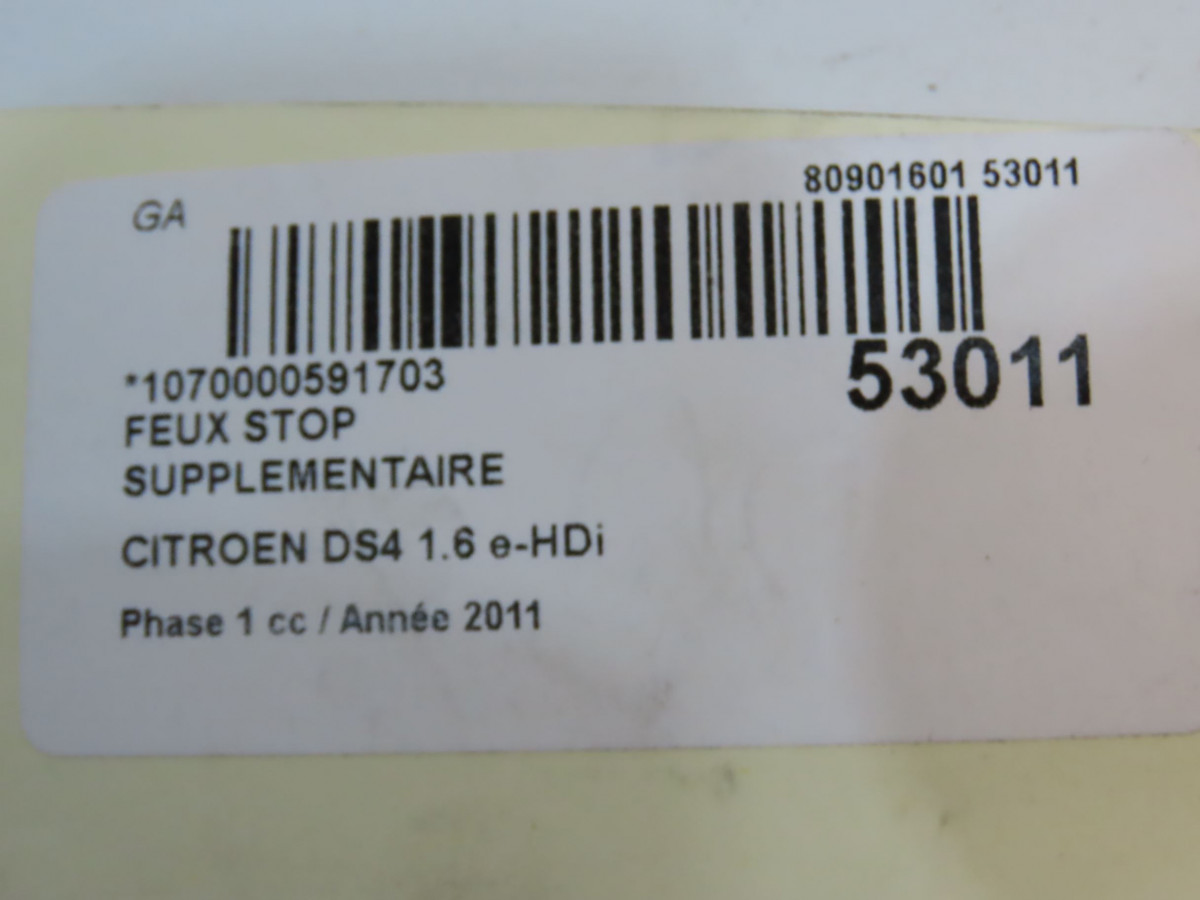 GA
80901601 53011
*1070000591703
53011
FEUX STOP
SUPPLEMENTAIRE
CITROEN DS4 1.6 e-HDi
Phase 1 cc / Année 2011